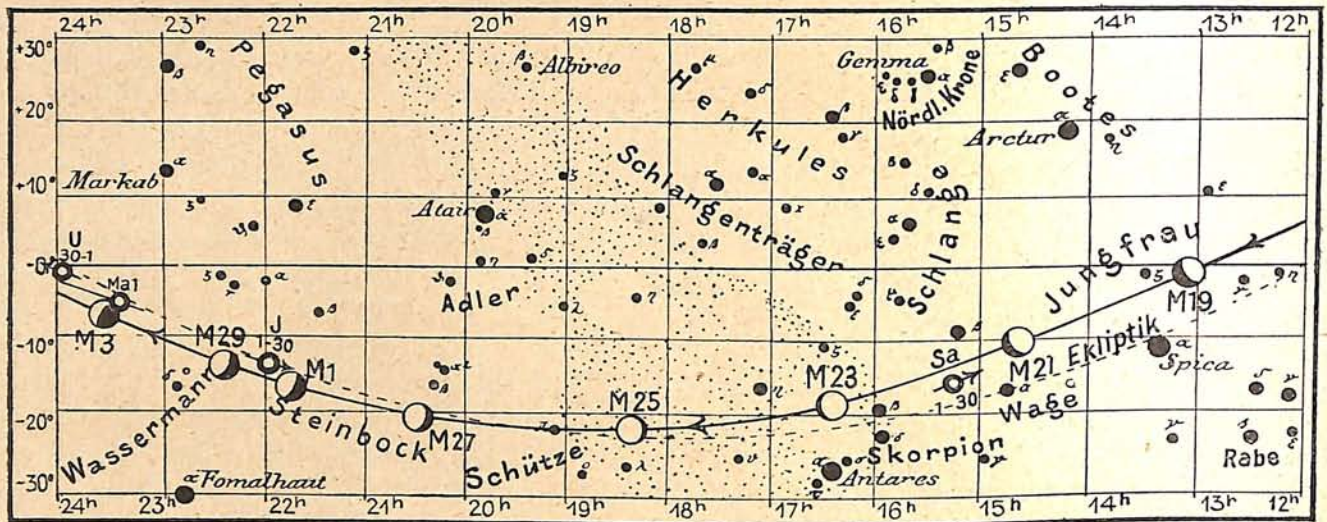 24h 23h 22h 21h 20h 19h 18h 17h 16h 15h 14h 13h 12h
+30° η Pegasus ζ β Albireo Herkules μ Gemma β Bootes
β δ ε δ γ α ε
+20° Nördl. Krone
β γ Arctur α η
Markab α ζ Schlangenträger α α β δ Schlange ε
+10° γ
ζ ε Ataïr α ϰ α
η β ε Jungfrau
U
30-1 η δ β
-0°
ζ α ϑ Adler δ ζ η
Ma1 γ β λ η ε M19
M3 M29 J
1-30 ζ β Ekliptik α
-10° Sa Spica
M1 α² M21
δ β M23 1-30 α Wage δ γ
Wassermann Steinbock M25 η
-20° β
M27 π Schütze δ Skorpion γ δ ε
ο λ υ α σ Rabe
-30° α Fomalhaut τ Antares
24h 23h 22h 21h 20h 19h 18h 17h 16h 15h 14h 13h 12h